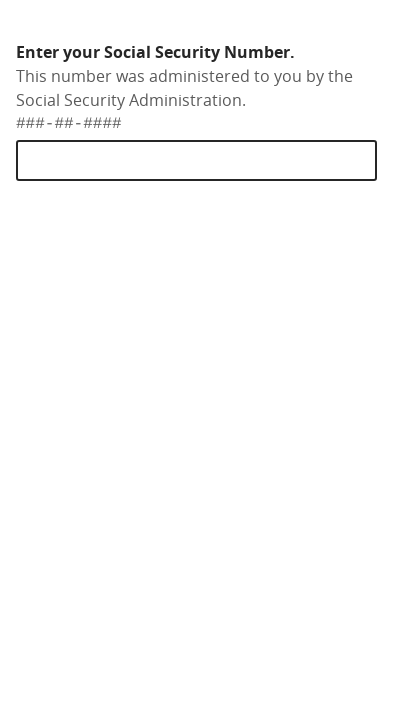 Enter your Social Security Number.
This number was administered to you by the
Social Security Administration.
###-##-####